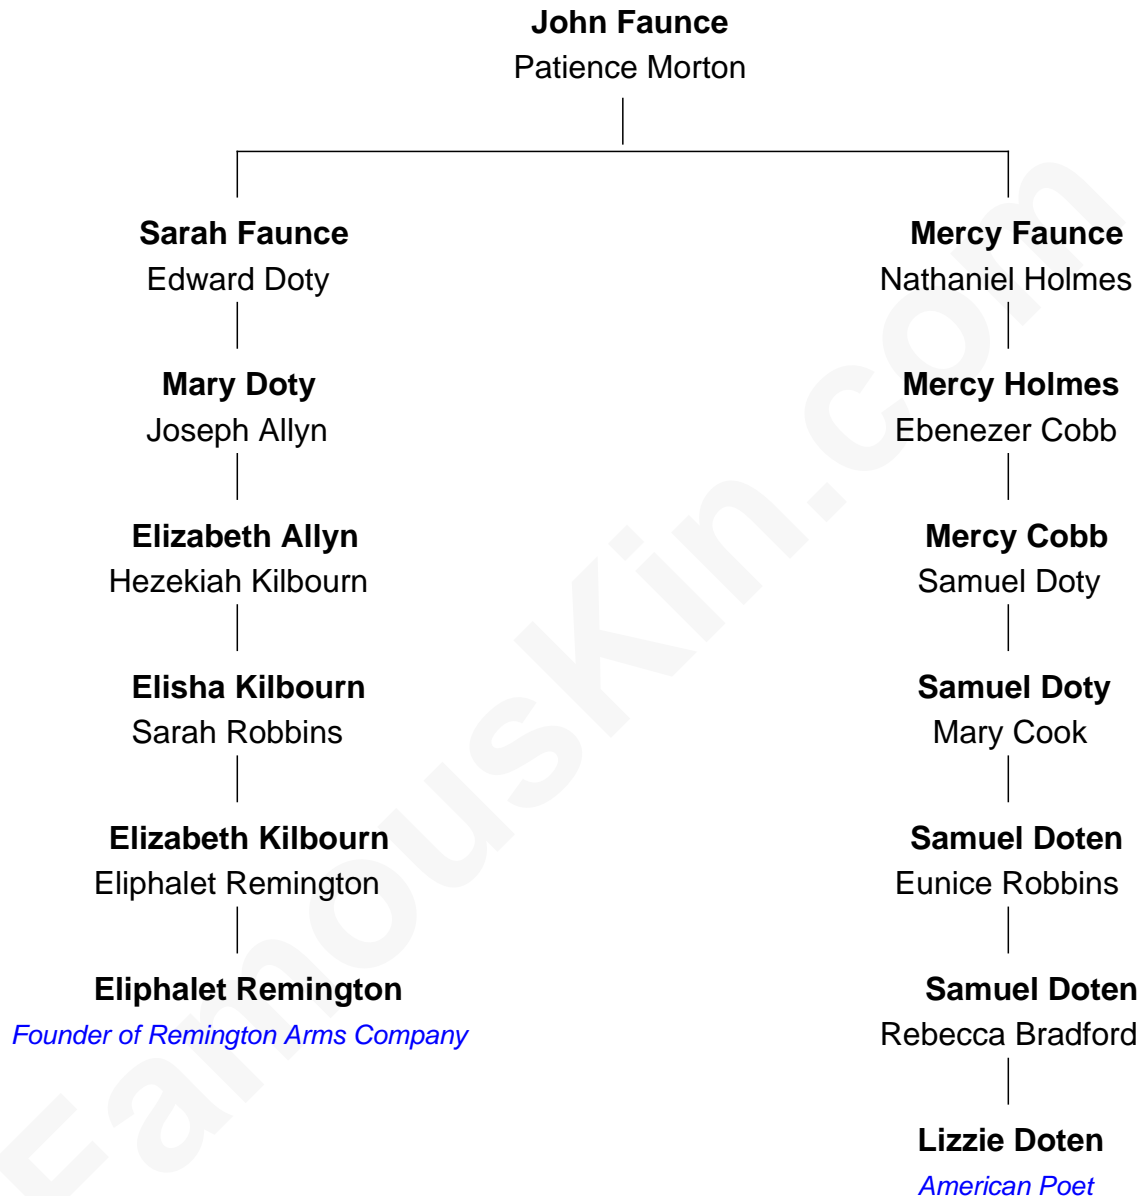 John Faunce
Patience Morton
Sarah Faunce
Edward Doty
Mercy Faunce
Nathaniel Holmes
Mary Doty
Joseph Allyn
Mercy Holmes
Ebenezer Cobb
Elizabeth Allyn
Hezekiah Kilbourn
Mercy Cobb
Samuel Doty
Elisha Kilbourn
Sarah Robbins
Samuel Doty
Mary Cook
Elizabeth Kilbourn
Eliphalet Remington
Samuel Doten
Eunice Robbins
Eliphalet Remington
Founder of Remington Arms Company
Samuel Doten
Rebecca Bradford
Lizzie Doten
American Poet
FamousKin.com